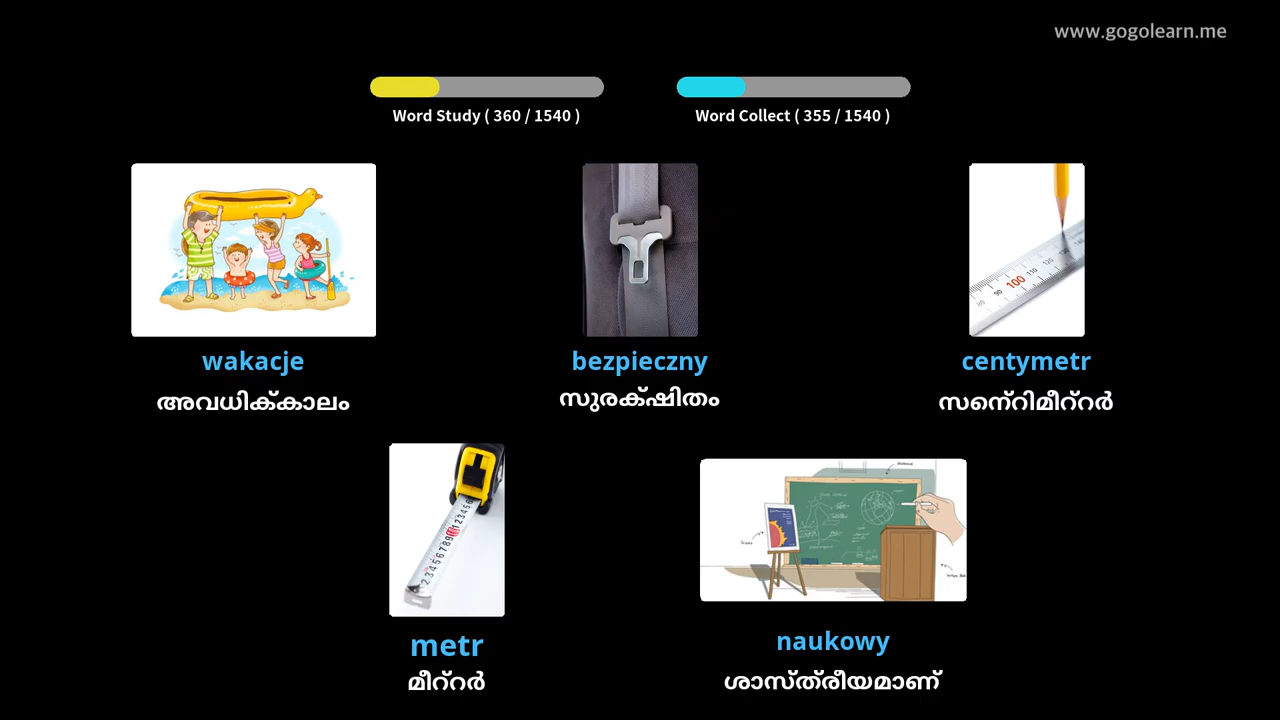 www.gogolearn.me
Word Study ( 360 / 1540 )
Word Collect ( 355 / 1540 )
wakacje
bezpieczny
centymetr
അവധിക്കാലം
സുരക്ഷിതം
സെന്റിമീറ്റർ
metr
naukowy
മീറ്റർ
ശാസ്ത്രീയമാണ്